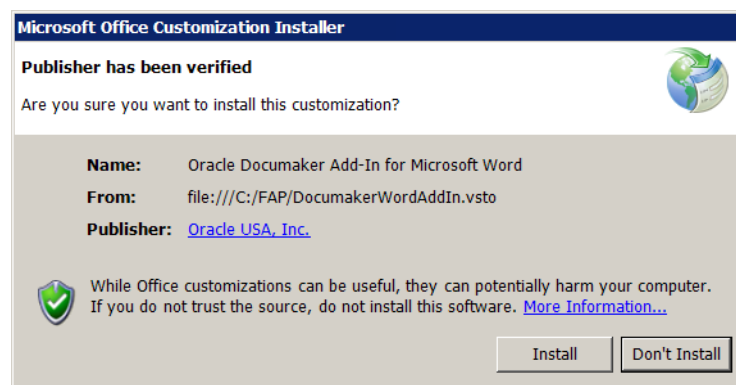 Microsoft Office Customization Installer
Publisher has been verified
Are you sure you want to install this customization?
Name: Oracle Documaker Add-In for Microsoft Word
From: file:///C:/FAP/DocumakerWordAddIn.vsto
Publisher: Oracle USA, Inc.
While Office customizations can be useful, they can potentially harm your computer.
If you do not trust the source, do not install this software. More Information...
Install Don't Install